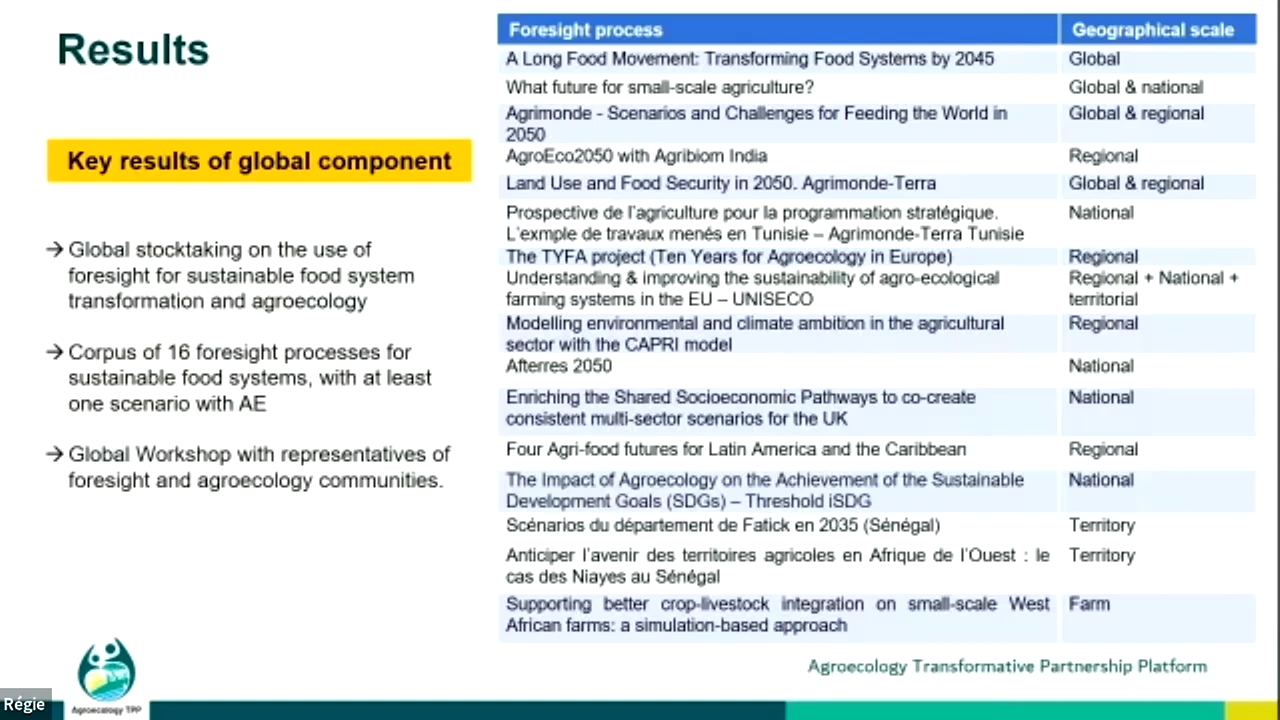 Results
Key results of global component
→ Global stocktaking on the use of
foresight for sustainable food system
transformation and agroecology
→ Corpus of 16 foresight processes for
sustainable food systems, with at least
one scenario with AE
→ Global Workshop with representatives of
foresight and agroecology communities.
Foresight process Geographical scale
A Long Food Movement: Transforming Food Systems by 2045 Global
What future for small-scale agriculture? Global & national
Agrimonde - Scenarios and Challenges for Feeding the World in Global & regional
2050
AgroEco2050 with Agribiom India Regional
Land Use and Food Security in 2050. Agrimonde-Terra Global & regional
Prospective de l'agriculture pour la programmation stratégique. National
L'exmple de travaux menés en Tunisie – Agrimonde-Terra Tunisie
The TYFA project (Ten Years for Agroecology in Europe) Regional
Understanding & improving the sustainability of agro-ecological Regional + National +
farming systems in the EU – UNISECO territorial
Modelling environmental and climate ambition in the agricultural Regional
sector with the CAPRI model
Afterres 2050 National
Enriching the Shared Socioeconomic Pathways to co-create National
consistent multi-sector scenarios for the UK
Four Agri-food futures for Latin America and the Caribbean Regional
The Impact of Agroecology on the Achievement of the Sustainable National
Development Goals (SDGs) – Threshold iSDG
Scénarios du département de Fatick en 2035 (Sénégal) Territory
Anticiper l'avenir des territoires agricoles en Afrique de l'Ouest : le Territory
cas des Niayes au Sénégal
Supporting better crop-livestock integration on small-scale West Farm
African farms: a simulation-based approach
Agroecology Transformative Partnership Platform
Régie
Agroecology TPP